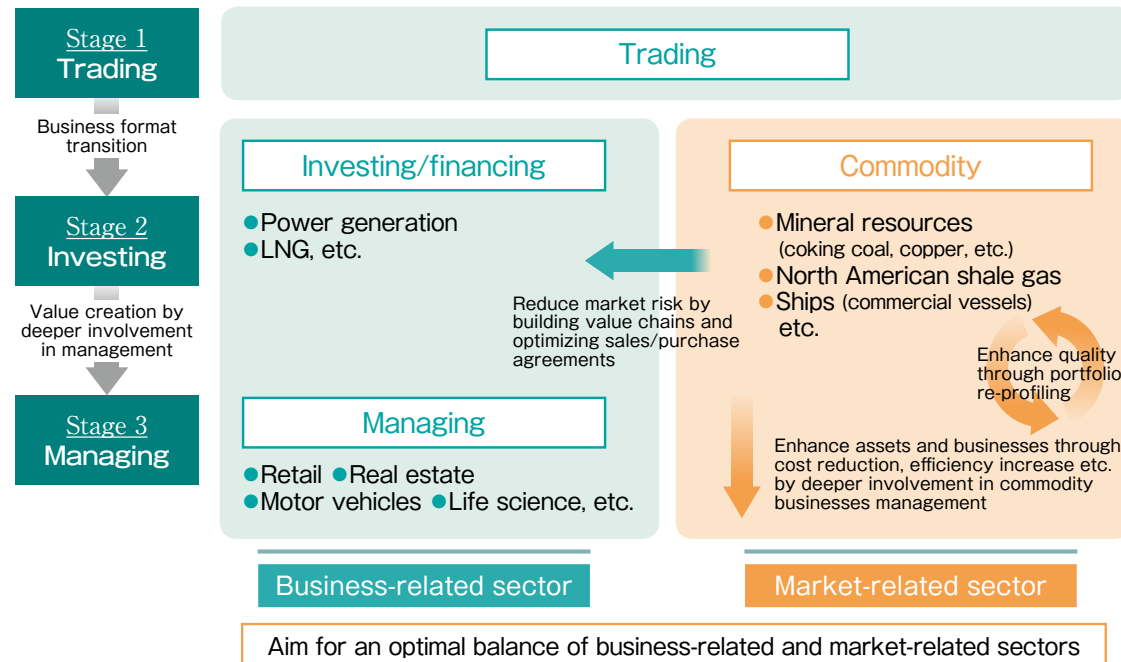 Stage 1
Trading
Business format
transition
Stage 2
Investing
Value creation by
deeper involvement
in management
Stage 3
Managing
Trading
Investing/financing
●Power generation
●LNG, etc.
Reduce market risk by
building value chains and
optimizing sales/purchase
agreements
Managing
●Retail ●Real estate
●Motor vehicles ●Life science, etc.
Commodity
●Mineral resources
(coking coal, copper, etc.)
●North American shale gas
●Ships (commercial vessels)
etc.
Enhance quality
through portfolio
re-profiling
Enhance assets and businesses through
cost reduction, efficiency increase etc.
by deeper involvement in commodity
businesses management
Business-related sector
Market-related sector
Aim for an optimal balance of business-related and market-related sectors